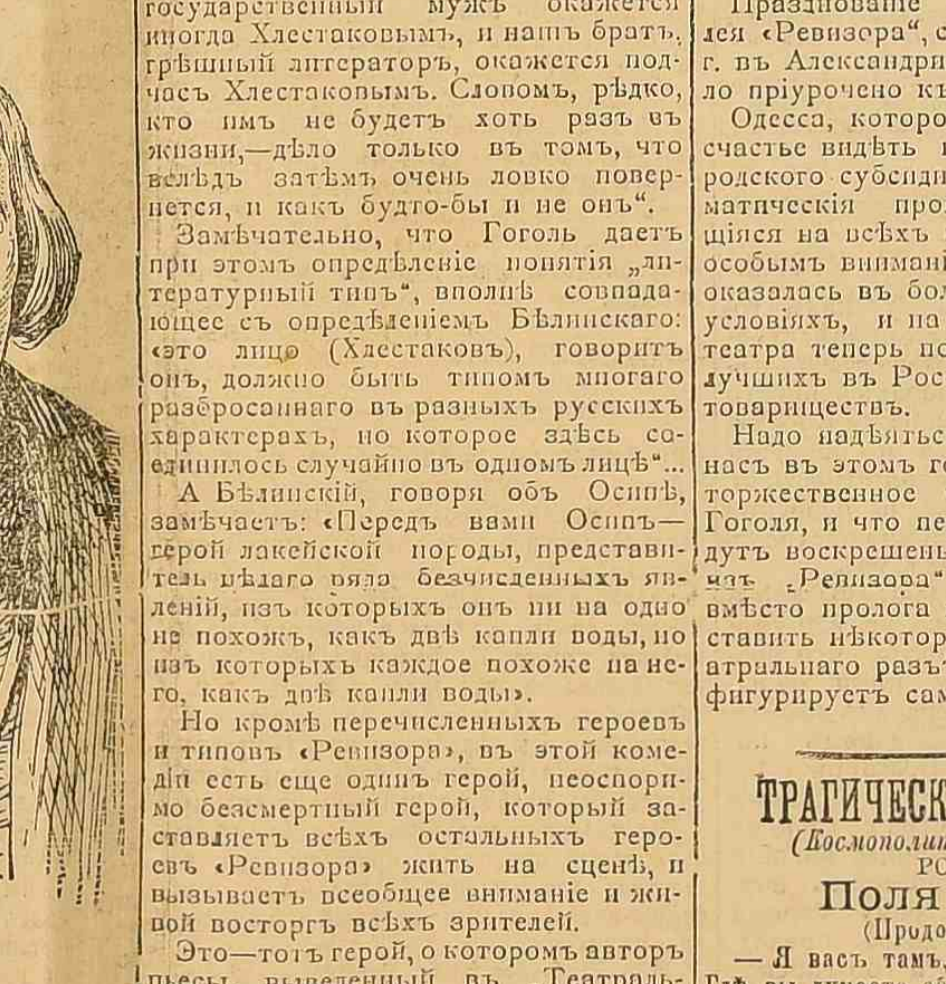 государственный мужъ окажется
иногда Хлестаковымъ, и нашъ братъ,
грѣшный литераторъ, окажется под-
часъ Хлестаковымъ. Словомъ, рѣдко,
кто имъ не будетъ хоть разъ въ
жизни,—дѣло только въ томъ, что
вслѣдъ затѣмъ очень ловко повер-
нется, и какъ будто-бы и не онъ“.
Замѣчательно, что Гоголь даетъ
при этомъ опредѣленіе понятія „ли-
тературный типъ“, вполнѣ совпада-
ющее съ опредѣленіемъ Бѣлинскаго:
«это лицо (Хлестаковъ), говоритъ
онъ, должно быть типомъ многаго
разбросаннаго въ разныхъ русскихъ
характерахъ, но которое здѣсь со-
единилось случайно въ одномъ лицѣ“...
А Бѣлинскій, говоря объ Осипѣ,
замѣчаетъ: «Передъ вами Осипъ—
герой лакейской породы, представи-
тель цѣлаго ряда безчисленныхъ яв-
леній, изъ которыхъ онъ ни на одно
не похожъ, какъ двѣ капли воды, но
изъ которыхъ каждое похоже на не-
го, какъ двѣ капли воды».
Но кромѣ перечисленныхъ героевъ
и типовъ «Ревизора», въ этой коме-
діи есть еще одинъ герой, неоспори-
мо безсмертный герой, который за-
ставляетъ всѣхъ остальныхъ геро-
евъ «Ревизора» жить на сценѣ, и
вызываетъ всеобщее вниманіе и жи-
вой восторгъ всѣхъ зрителей.
Это—тотъ герой, о которомъ авторъ
пьесы, выведенный въ „Театраль-
Празднованіе
лея «Ревизора“, с
г. въ Александри
ло пріурочено къ
Одесса, которо
счастье видѣть
родского субсиди
матическія про
щіяся на всѣхъ
особымъ вниманi
оказалась въ бол
условіяхъ, и на
театра теперь по
лучшихъ въ Рос
товариществъ.
Надо надѣятьс
насъ въ этомъ г
торжественное
Гоголя, и что пе
дутъ воскрешены
изъ „Ревизора“
вмѣсто пролога
ставить нѣкотор
атральнаго разъ
фигурируетъ сам
ТРАГИЧЕСК
(Космополит
РО
Поля
(Продо
— Я васъ тамъ.